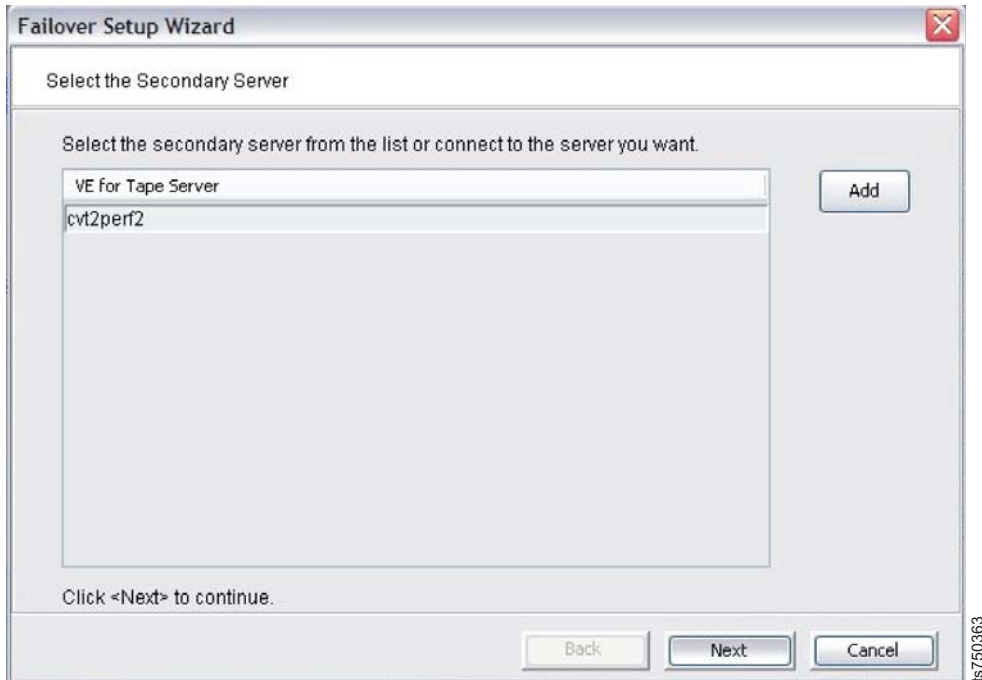 Failover Setup Wizard
Select the Secondary Server
Select the secondary server from the list or connect to the server you want.
VE for Tape Server
Add
cvt2perf2
Click <Next> to continue.
Back
Next
Cancel
ts750363